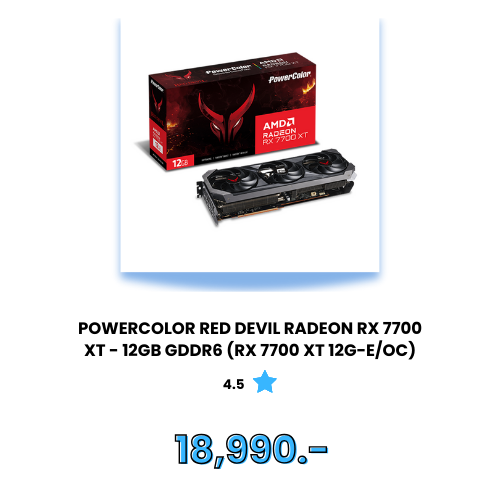 PowerColor
PowerColor
AMD
RADEON
RX 7700 XT
12GB
POWERCOLOR RED DEVIL RADEON RX 7700
XT - 12GB GDDR6 (RX 7700 XT 12G-E/OC)
4.5
18,990.-